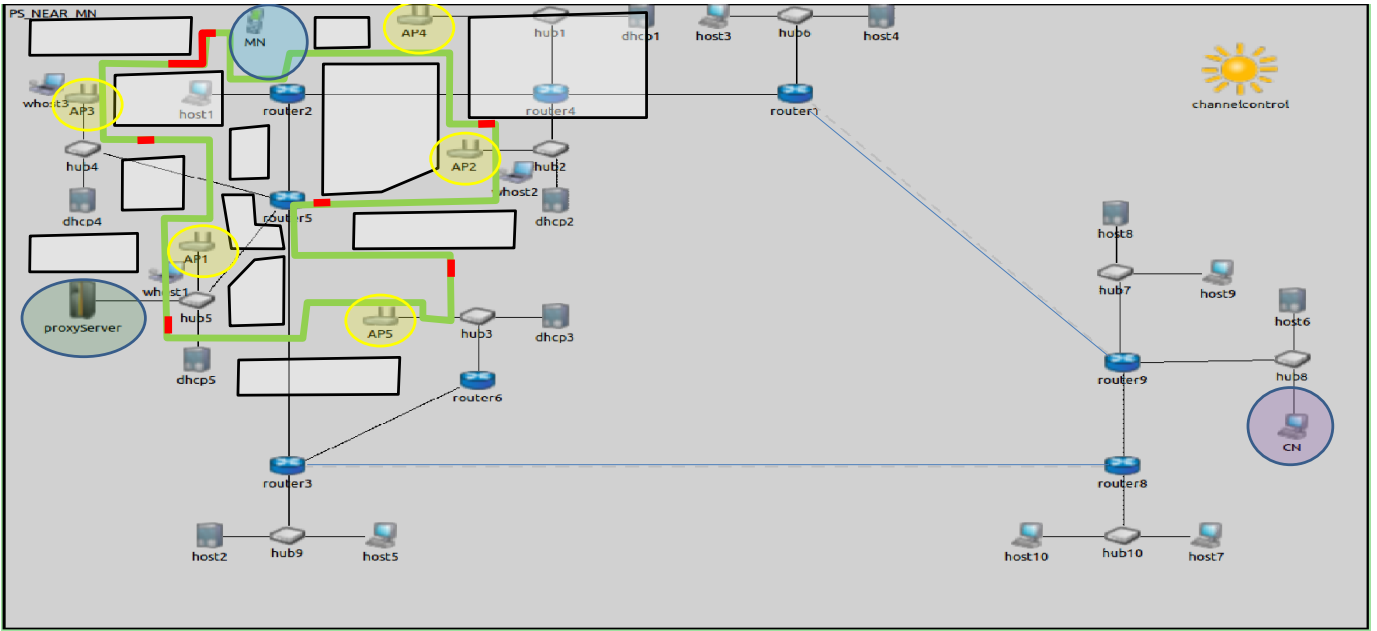 PS_NEAR_MN
MN
AP4
hub1
dhcp1
host3
hub6
host4
whost3
AP3
host1
router2
router4
router1
channelcontrol
hub4
AP2
hub2
whost2
dhcp4
router5
dhcp2
host8
AP1
whost1
hub5
proxyServer
hub7
host9
AP5
hub3
dhcp3
host6
dhcp5
router6
router9
hub8
CN
router3
router8
host2
hub9
host5
host10
hub10
host7